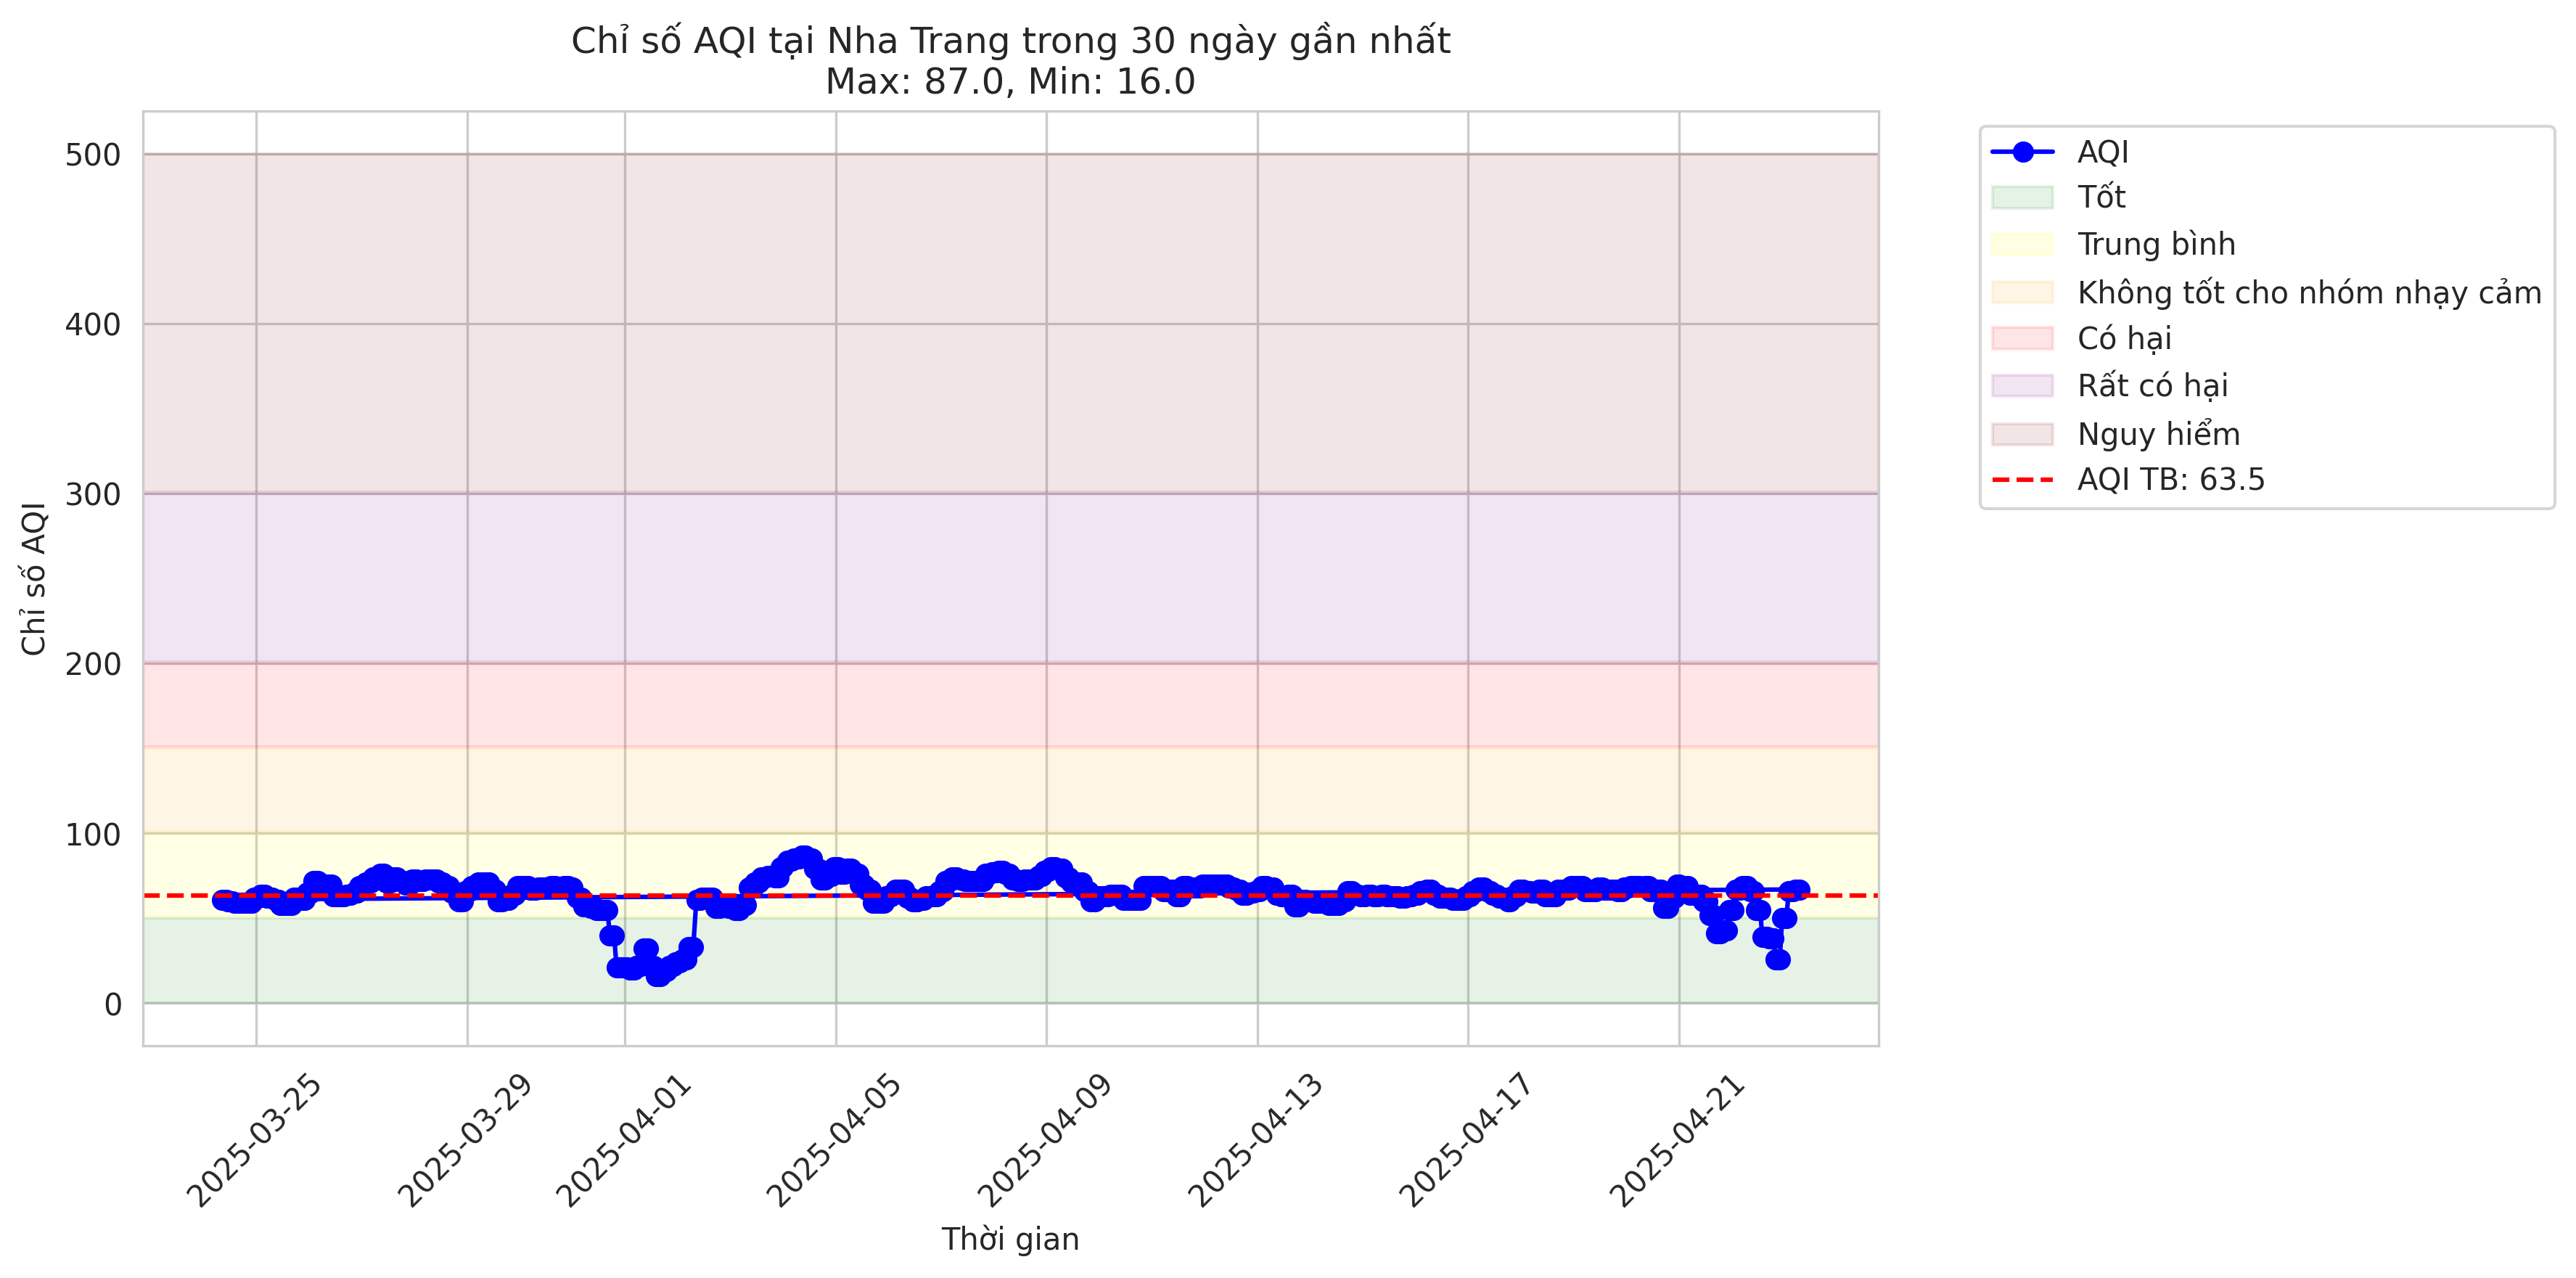 Chỉ số AQI tại Nha Trang trong 30 ngày gần nhất
Max: 87.0, Min: 16.0
Chỉ số AQI
500
400
300
200
100
0
2025-03-25
2025-03-29
2025-04-01
2025-04-05
2025-04-09
2025-04-13
2025-04-17
2025-04-21
Thời gian
AQI
Tốt
Trung bình
Không tốt cho nhóm nhạy cảm
Có hại
Rất có hại
Nguy hiểm
AQI TB: 63.5